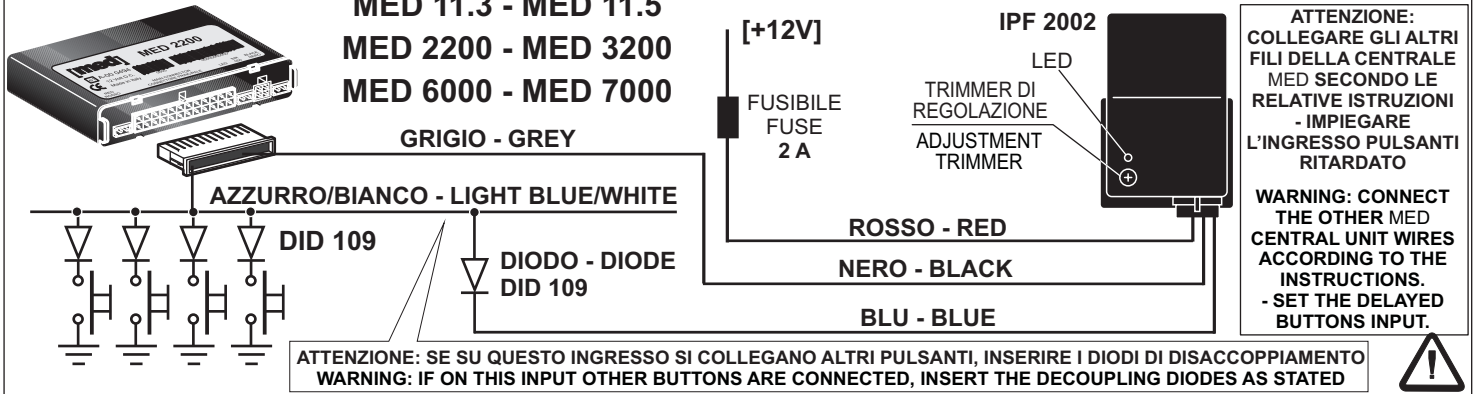 MED 11.3 - MED 11.5
MED 2200 - MED 3200
MED 6000 - MED 7000
[med]
MED 2200
GRIGIO - GREY
AZZURRO/BIANCO - LIGHT BLUE/WHITE
DID 109
DIODO - DIODE
DID 109
[+12V]
FUSIBILE
FUSE
2 A
IPF 2002
LED
TRIMMER DI
REGOLAZIONE
ADJUSTMENT
TRIMMER
ROSSO - RED
NERO - BLACK
BLU - BLUE
ATTENZIONE: SE SU QUESTO INGRESSO SI COLLEGANO ALTRI PULSANTI, INSERIRE I DIODI DI DISACCOPPIAMENTO
WARNING: IF ON THIS INPUT OTHER BUTTONS ARE CONNECTED, INSERT THE DECOUPLING DIODES AS STATED
ATTENZIONE:
COLLEGARE GLI ALTRI
FILI DELLA CENTRALE
MED SECONDO LE
RELATIVE ISTRUZIONI
- IMPIEGARE
L'INGRESSO PULSANTI
RITARDATO
WARNING: CONNECT
THE OTHER MED
CENTRAL UNIT WIRES
ACCORDING TO THE
INSTRUCTIONS.
- SET THE DELAYED
BUTTONS INPUT.